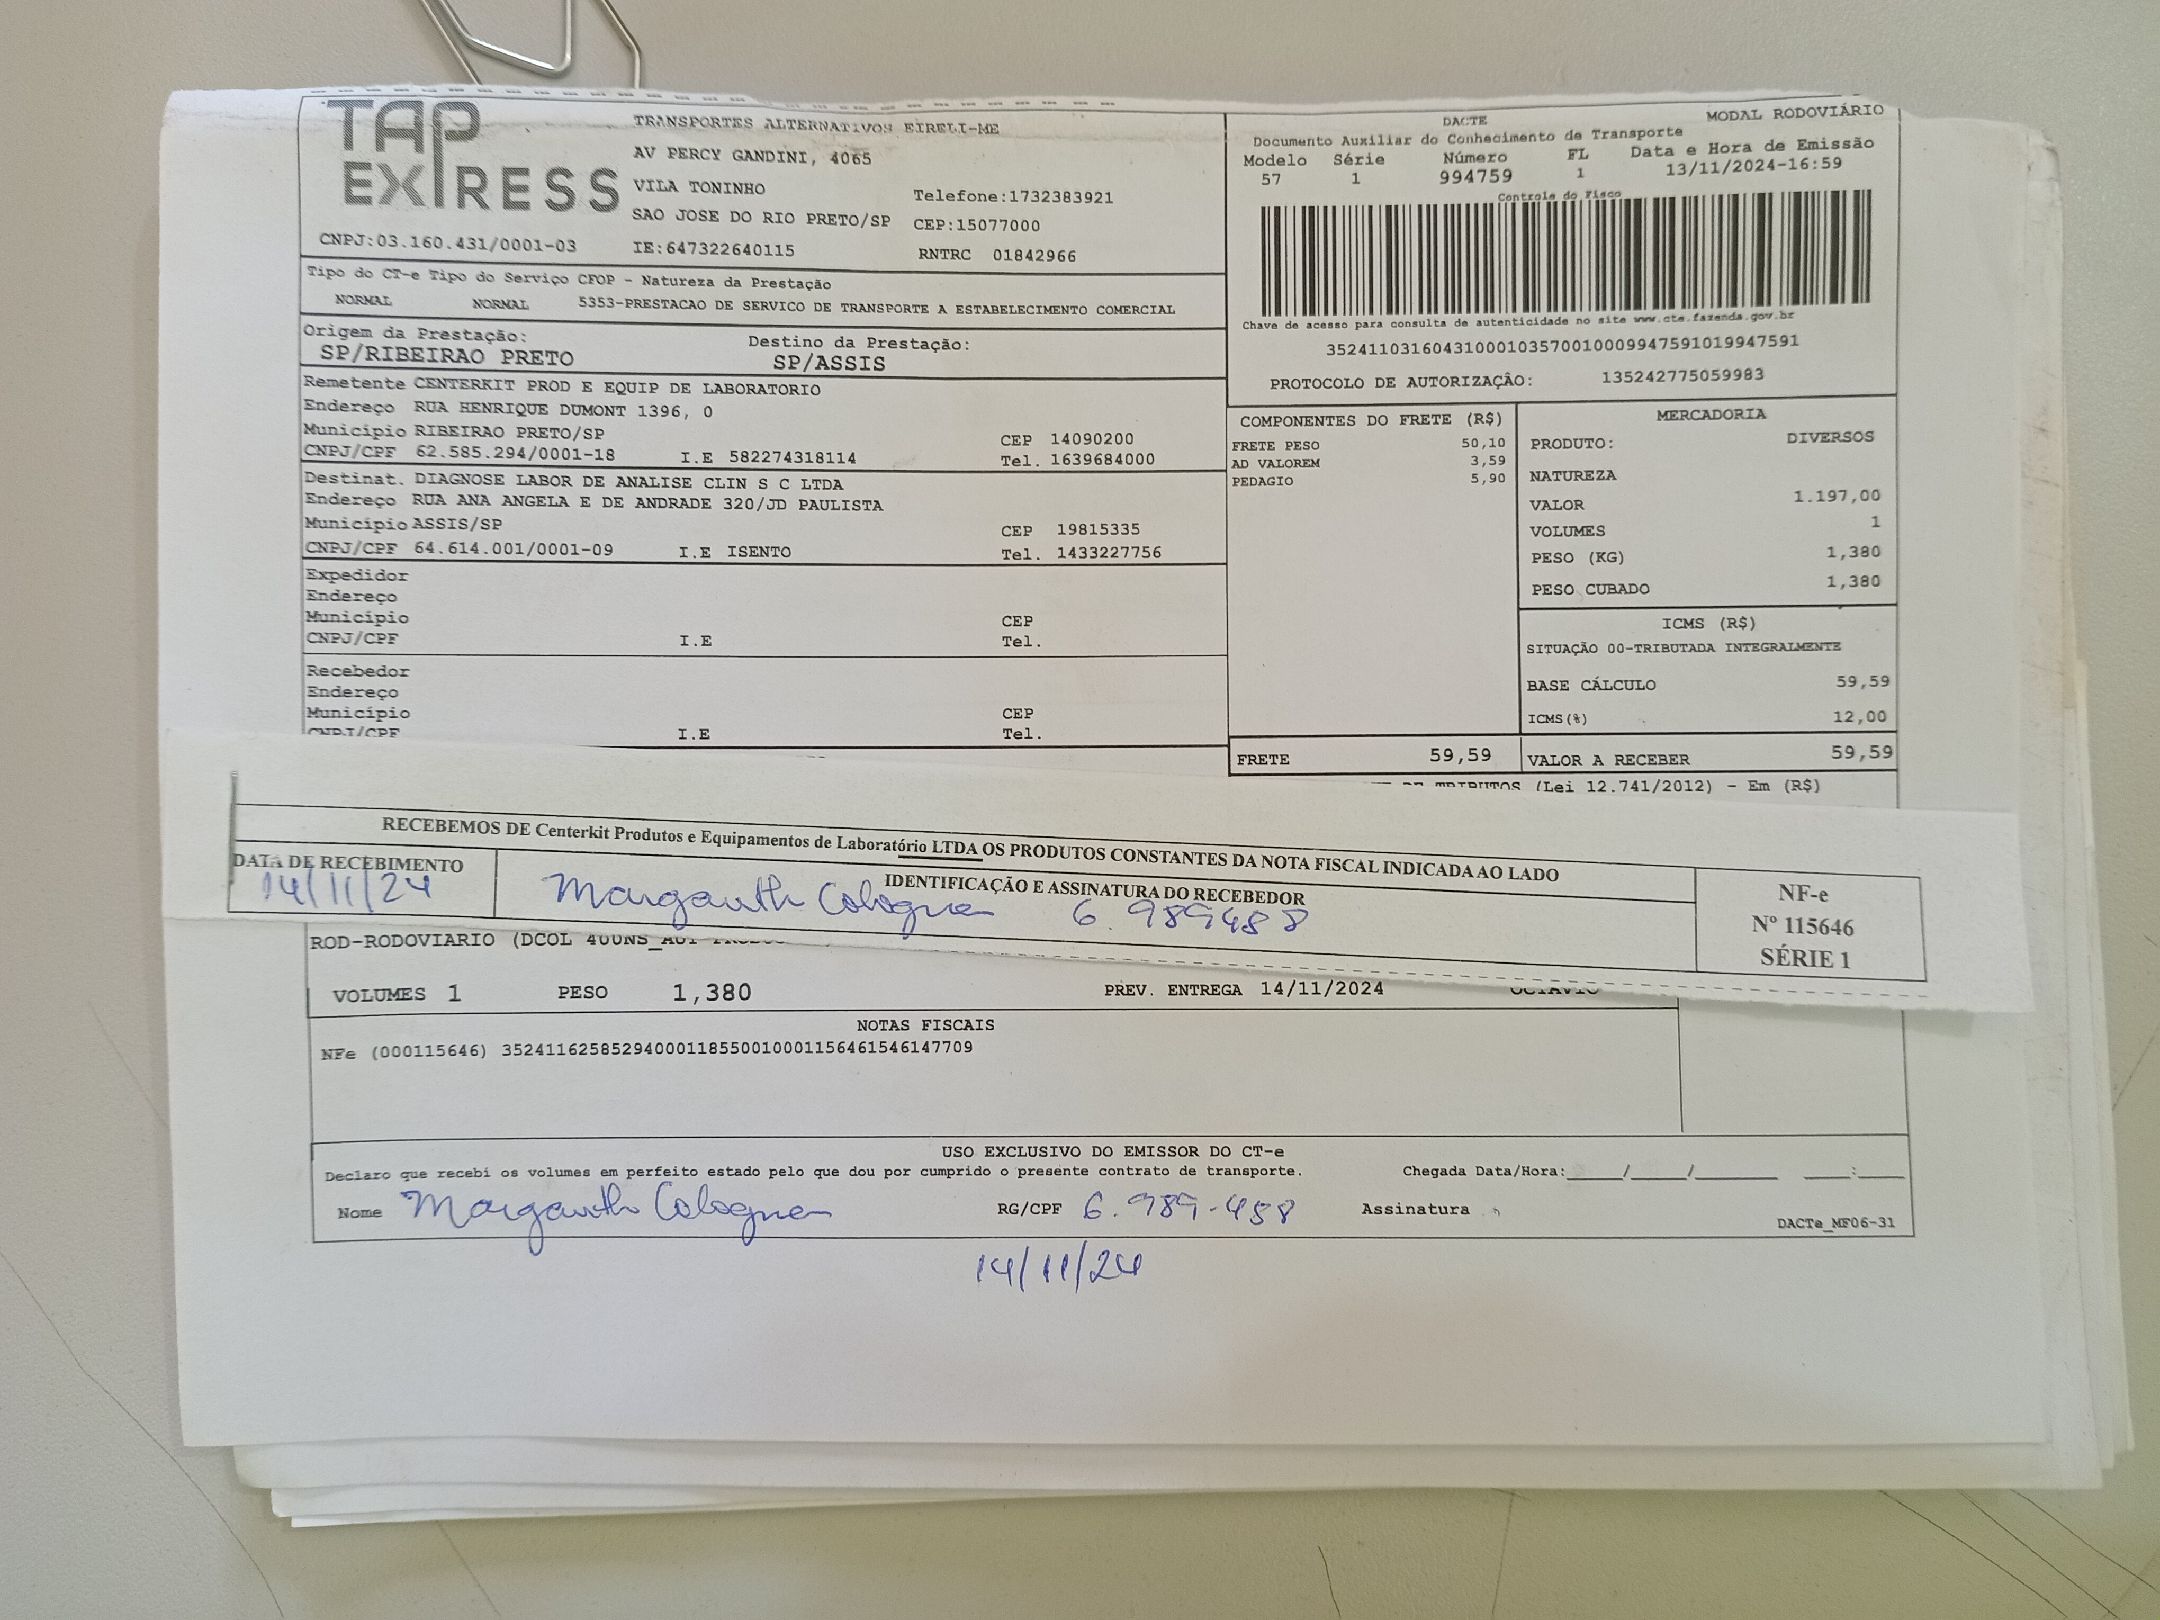 TAP EXPRESS
TRANSPORTES ALTERNATIVOS EIRELI-ME
AV PERCY GANDINI, 4065
VILA TONINHO Telefone:1732383921
SAO JOSE DO RIO PRETO/SP CEP:15077000
CNPJ:03.160.431/0001-03 IE:647322640115 RNTRC 01842966
MODAL RODOVIÁRIO
DACTE
Documento Auxiliar do Conhecimento de Transporte
Modelo Série Número FL Data e Hora de Emissão
57 1 994759 1 13/11/2024-16:59
Controle do Fisco
Chave de acesso para consulta de autenticidade no site www.cte.fazenda.gov.br
35241103160431000103570010009947591019947591
PROTOCOLO DE AUTORIZAÇÃO: 135242775059983
Tipo do CT-e Tipo do Serviço CFOP - Natureza da Prestação
NORMAL NORMAL 5353-PRESTACAO DE SERVICO DE TRANSPORTE A ESTABELECIMENTO COMERCIAL
Origem da Prestação: Destino da Prestação:
SP/RIBEIRAO PRETO SP/ASSIS
Remetente CENTERKIT PROD E EQUIP DE LABORATORIO
Endereço RUA HENRIQUE DUMONT 1396, 0
Município RIBEIRAO PRETO/SP CEP 14090200
CNPJ/CPF 62.585.294/0001-18 I.E 582274318114 Tel. 1639684000
Destinat. DIAGNOSE LABOR DE ANALISE CLIN S C LTDA
Endereço RUA ANA ANGELA E DE ANDRADE 320/JD PAULISTA
Município ASSIS/SP CEP 19815335
CNPJ/CPF 64.614.001/0001-09 I.E ISENTO Tel. 1433227756
Expedidor
Endereço
Município CEP
CNPJ/CPF I.E Tel.
Recebedor
Endereço
Município CEP
CNPJ/CPF I.E Tel.
COMPONENTES DO FRETE (R$)
FRETE PESO 50,10
AD VALOREM 3,59
PEDAGIO 5,90
FRETE 59,59
MERCADORIA
PRODUTO: DIVERSOS
NATUREZA
VALOR 1.197,00
VOLUMES 1
PESO (KG) 1,380
PESO CUBADO 1,380
ICMS (R$)
SITUAÇÃO 00-TRIBUTADA INTEGRALMENTE
BASE CÁLCULO 59,59
ICMS(%) 12,00
VALOR A RECEBER 59,59
TRIBUTOS (Lei 12.741/2012) - Em (R$)
RECEBEMOS DE Centerkit Produtos e Equipamentos de Laboratório LTDA OS PRODUTOS CONSTANTES DA NOTA FISCAL INDICADA AO LADO
DATA DE RECEBIMENTO IDENTIFICAÇÃO E ASSINATURA DO RECEBEDOR
14/11/24 6.989488
NF-e
Nº 115646
SÉRIE 1
ROD-RODOVIARIO (DCOL
VOLUMES 1 PESO 1,380 PREV. ENTREGA 14/11/2024 OCTAVIO
NOTAS FISCAIS
NFe (000115646) 35241162585294000118550010001156461546147709
USO EXCLUSIVO DO EMISSOR DO CT-e
Declaro que recebi os volumes em perfeito estado pelo que dou por cumprido o presente contrato de transporte. Chegada Data/Hora:____/____/______ ____:____
Nome RG/CPF 6.989-488 Assinatura
DACTe_MF06-31
14/11/24